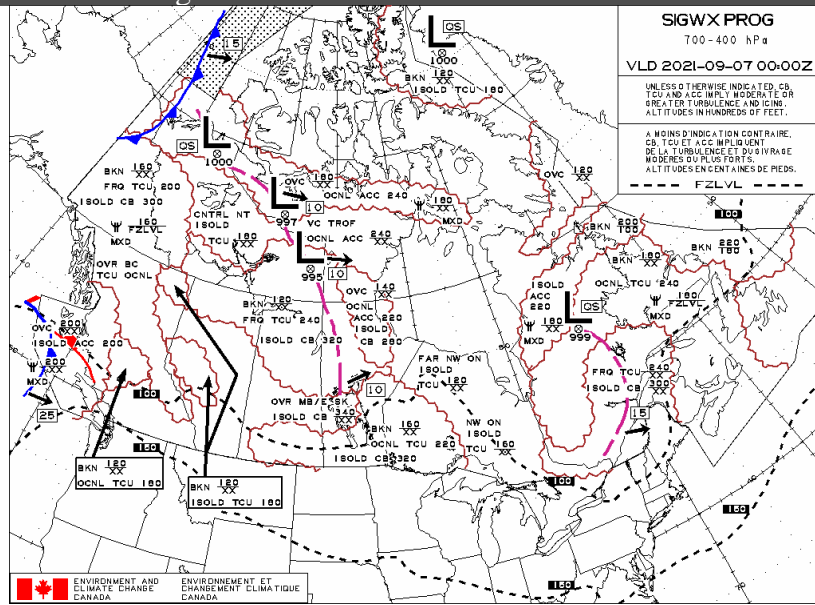 SIGWX PROG
700-400 hPa
VLD 2021-09-07 00:00Z
UNLESS OTHERWISE INDICATED, CB,
TCU AND ACC IMPLY MODERATE OR
GREATER TURBULENCE AND ICING.
ALTITUDES IN HUNDREDS OF FEET.
A MOINS D'INDICATION CONTRAIRE,
CB, TCU ET ACC IMPLIQUENT
DE LA TURBULENCE ET DU GIVRAGE
MODERES OU PLUS FORTS.
ALTITUDES EN CENTAINES DE PIEDS.
FZLVL
15
QS
L
1000
BKN 120
XX
ISOLD TCU 180
QS
L
1000
BKN 160
XX
FRQ TCU 200
ISOLD CB 300
160
FZLVL
MXD
OVC 180
XX
OCNL ACC 240
L
10
997
180
XX
MXD
CNTRL NT
ISOLD
TCU 180
XX
VC TROF
OCNL ACC 240
XX
L
10
995
OVC 120
XX
100
BKN 200
100
BKN 220
180
BKN 180
XX
ISOLD
ACC
220
OCNL TCU 240
180
FZLVL
MXD
L
QS
999
180
XX
MXD
OVR BC
TCU OCNL
OVC 200
XXX
ISOLD ACC 200
200
XX
MXD
25
BKN 120
XX
FRQ TCU 240
ISOLD CB 320
OVC 140
XX
OCNL
ACC 220
ISOLD
CB 280
FAR NW ON
ISOLD
TCU 120
XX
10
FRQ TCU 240
XX
ISOLD CB 300
XX
15
OVR MB/E SK
ISOLD CB 340
XX
BKN 160
XX
OCNL TCU 220
ISOLD CB 320
NW ON
ISOLD
TCU 160
XX
100
150
100
150
150
BKN 120
XX
OCNL TCU 180
BKN 120
XX
ISOLD TCU 180
ENVIRONMENT AND
CLIMATE CHANGE
CANADA
ENVIRONNEMENT ET
CHANGEMENT CLIMATIQUE
CANADA